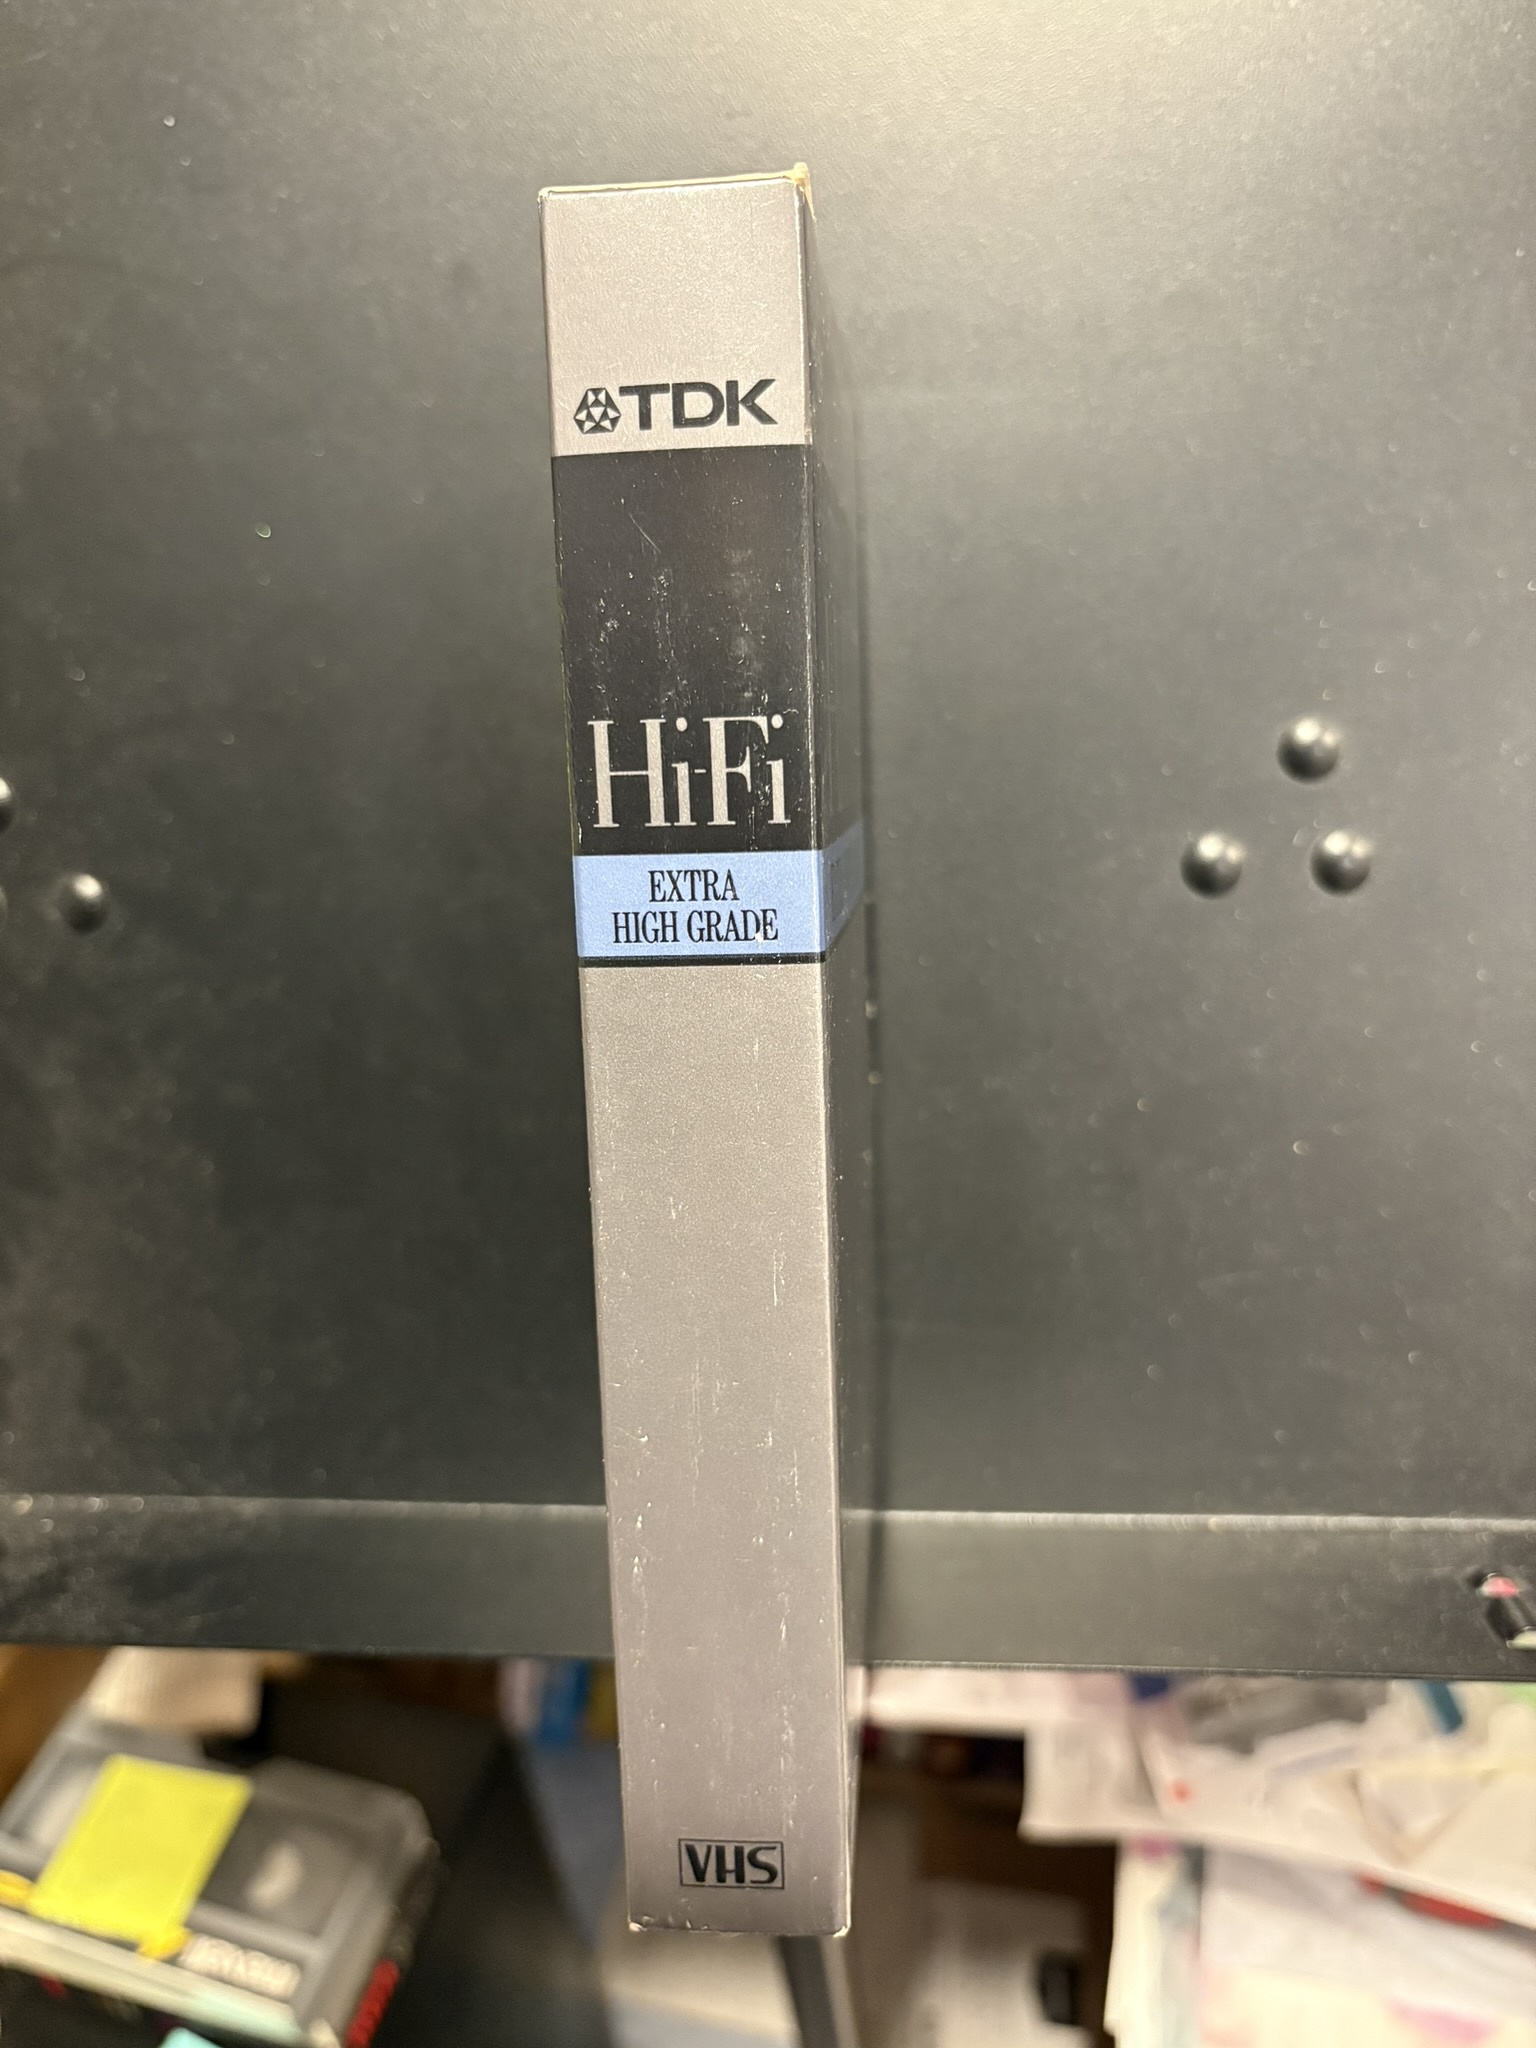 TDK
Hi-Fi
EXTRA
HIGH GRADE
VHS